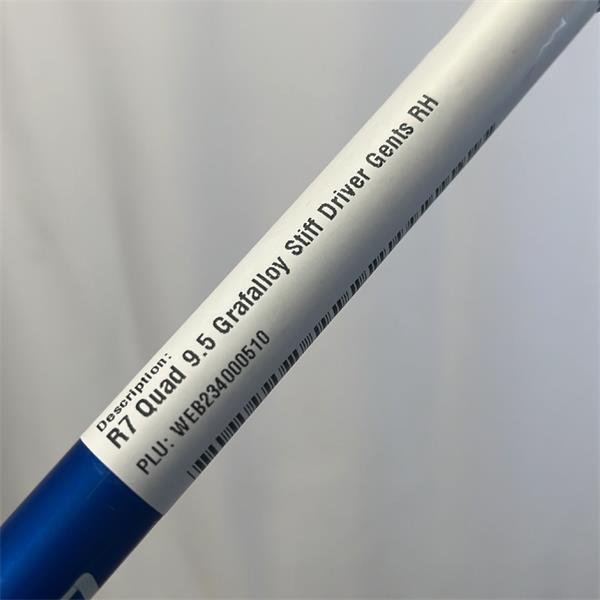 Description:
R7 Quad 9.5 Grafalloy Stiff Driver Gents RH
PLU: WEB234000510